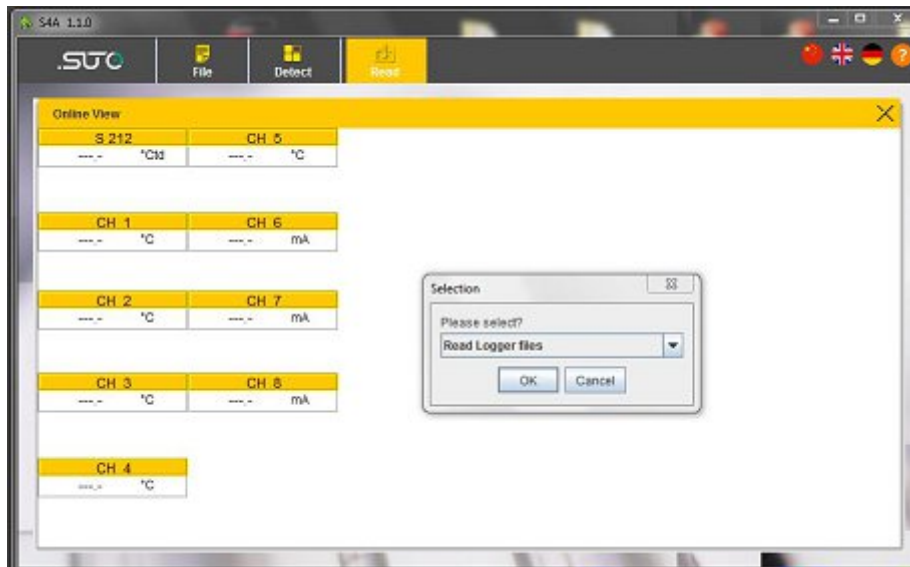 S4A 1.1.0
.SUTO
File
Detect
Read
?
Online View
S 212
CH 5
---.- °Ctd
---.- °C
CH 1
CH 6
---.- °C
---.- mA
CH 2
CH 7
---.- °C
---.- mA
CH 3
CH 8
---.- °C
---.- mA
CH 4
---.- °C
Selection
Please select?
Read Logger files
OK
Cancel